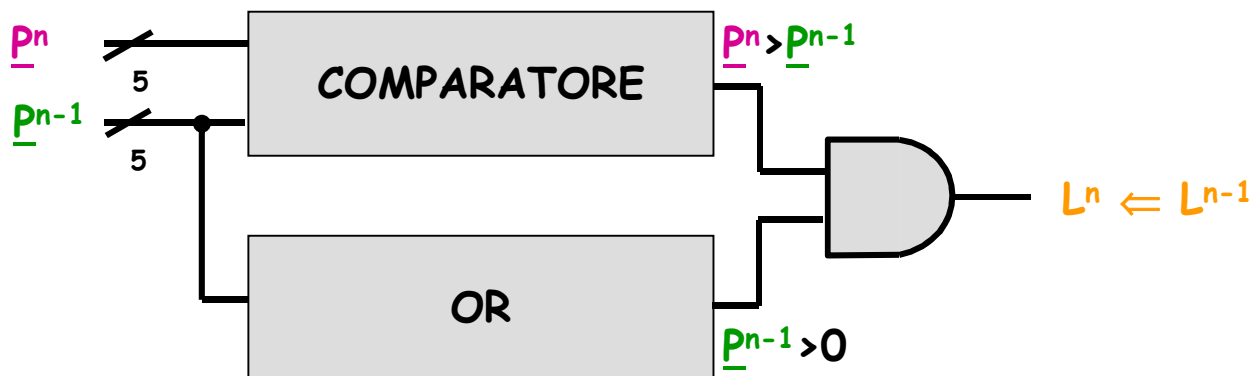 Pⁿ
5
Pⁿ⁻¹
5
COMPARATORE
Pⁿ>Pⁿ⁻¹
Lⁿ ⇐ Lⁿ⁻¹
OR
Pⁿ⁻¹>0